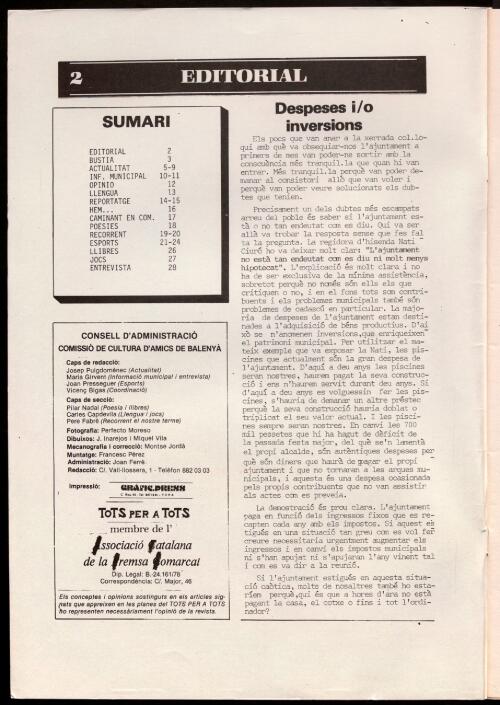 2
EDITORIAL
SUMARI
EDITORIAL 2
BUSTIA 3
ACTUALITAT 5-9
INF. MUNICIPAL 10-11
OPINIO 12
LLENGUA 13
REPORTATGE 14-15
HEM... 16
CAMINANT EN COM. 17
POESIES 18
RECORRENT 19-20
ESPORTS 21-24
LLIBRES 26
JOCS 27
ENTREVISTA 28
CONSELL D'ADMINISTRACIÓ
COMISSIÓ DE CULTURA D'AMICS DE BALENYÀ
Caps de redacció:
Josep Puigdomènec (Actualitat)
Maria Girvent (Informació municipal i entrevista)
Joan Presseguer (Esports)
Vicenç Bigas (Coordinació)
Caps de secció:
Pilar Nadal (Poesia i llibres)
Carles Capdevila (Llengua i jocs)
Pere Fabré (Recorrent el nostre terme)
Fotografia: Perfecto Moreso
Dibuixos: J. Inarejos i Miquel Vila
Mecanografia i correcció: Montse Jordà
Muntatge: Francesc Pérez
Administració: Joan Ferrè
Redacció: C/. Vall-llossera, 1 - Telèfon 882 03 03
Impressió: GRAFIC.PRESS
TOTS PER A TOTS
membre de l'
Associació Catalana
de la Premsa Comarcal
Dip. Legal: B. 24.161/78
Correspondència: C/. Major, 46
Els conceptes i opinions sostinguts en els articles sig-
nats que apareixen en les planes del TOTS PER A TOTS
no representen necessàriament l'opinió de la revista.
Despeses i/o
inversions
Els pocs que van anar a la xerrada col.lo-
qui amb què va obsequiar-nos l'ajuntament a
primers de mes van poder-ne sortir amb la
consciència més tranquil.la que quan hi van
entrar. Més tranquil.la perquè van poder de-
manar al consistori allò que van voler i
perquè van poder veure solucionats els dub-
tes que tenien.
Precisament un dels dubtes més escampats
arreu del poble és saber si l'ajuntament es-
tà o no tan endeutat com es diu. Qui va ser
allà va trobar la resposta sense que fes fal
ta la pregunta. La regidora d'hisenda Nati
Ciuró ho va deixar molt clar: "L'ajuntament
no està tan endeutat com es diu ni molt menys
hipotecat". L'explicació és molt clara i no
ha de ser exclusiva de la mínima assistència,
sobretot perquè no només són ells els que
critiquen o no, i en el fons tots som contri-
buents i els problemes municipals també són
problemes de cadascú en particular. La majo-
ria de despeses de l'ajuntament estan desti-
nades a l'adquisició de béns productius. D'ai
xò se n'anomenen inversions,que enriqueixen
el patrimoni municipal. Per utilitzar el ma-
teix exemple que va exposar la Nati, les pis-
cines que actualment són la gran despesa de
l'ajuntament. D'aquí a deu anys les piscines
seran nostres, haurem pagat la seva construc-
ció i ens n'haurem servit durant deu anys. Si
d'aquí a deu anys es volguessin fer les pis-
cines, s'hauria de demanar un altre préstec
perquè la seva construcció hauria doblat o
triplicat el seu valor actual. I les pisci-
nes sempre seran nostres. En canvi les 700
mil pessetes que hi ha hagut de dèficit de
la passada festa major, del què se'n lamentà
el propi alcalde, són autèntiques despeses per
què són diners que haurà de pagar el propi
ajuntament i que no tornaran a les arques mu-
nicipals, i aquesta és una despesa ocasionada
pels propis contribuents que no van assistir
als actes com es preveia.
La demostració és prou clara. L'ajuntament
paga en funció dels ingressos fixos que es re-
capten cada any amb els impostos. Si aquest es
tigués en una situació tan greu com es vol fer
creure necessitaria urgentment augmentar els
ingressos i en canvi els impostos municipals
ni s'han apujat ni s'apujaran l'any vinent tal
i com es va dir a la reunió.
Si l'ajuntament estigués en aquesta situa-
ció caòtica, molts de nosaltres també ho esta-
ríem perquè,qui és que a hores d'ara no està
pagant la casa, el cotxe o fins i tot l'ordi-
nador?